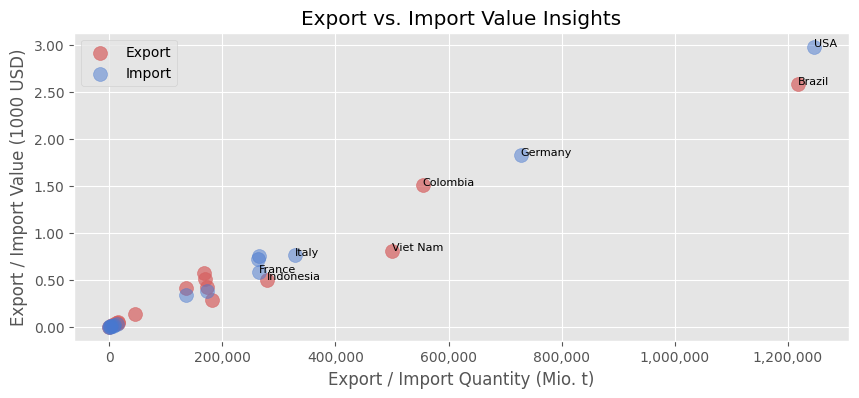 Export vs. Import Value Insights
Export / Import Value (1000 USD)
3.00
2.50
2.00
1.50
1.00
0.50
0.00
Export
Import
USA
Brazil
Germany
Colombia
Viet Nam
Italy
France
Indonesia
0
200,000
400,000
600,000
800,000
1,000,000
1,200,000
Export / Import Quantity (Mio. t)